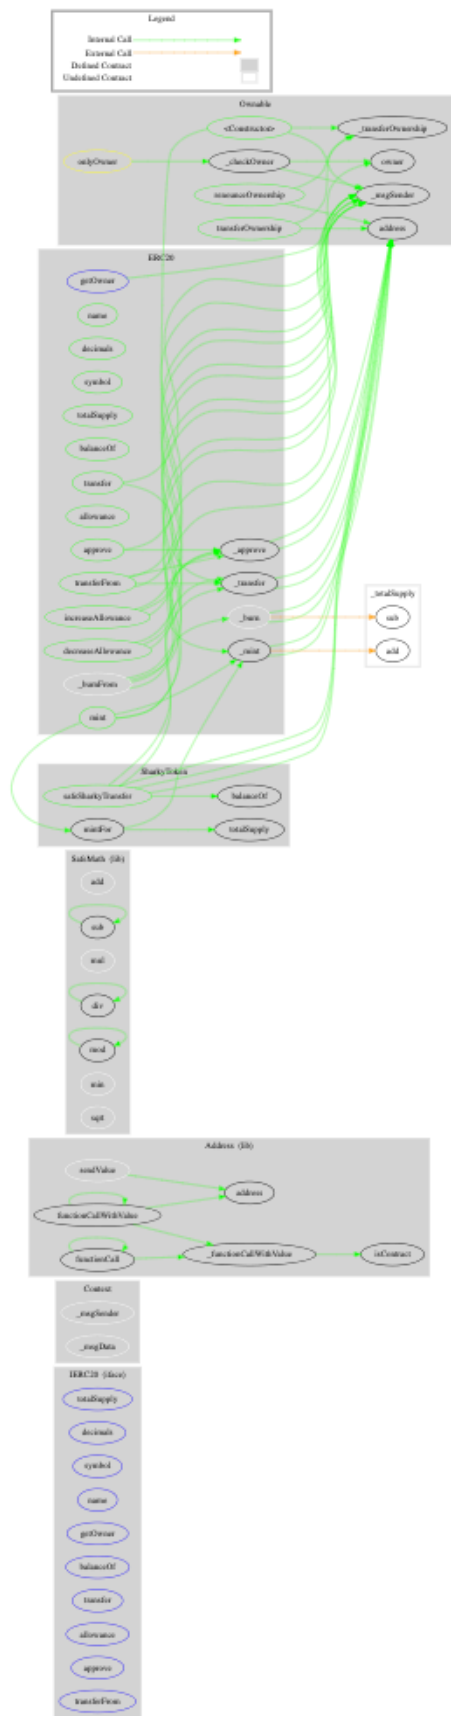 Legend
Internal Call
External Call
Defined Contract
Undefined Contract
Ownable
<Constructor>
_transferOwnership
onlyOwner
_checkOwner
owner
renounceOwnership
_msgSender
transferOwnership
address
ERC20
getOwner
name
decimals
symbol
totalSupply
balanceOf
transfer
allowance
approve
_approve
transferFrom
_transfer
increaseAllowance
_burn
decreaseAllowance
_mint
_burnFrom
mint
_totalSupply
sub
add
SharkyToken
safeSharkyTransfer
balanceOf
mintFor
totalSupply
SafeMath (lib)
add
sub
mul
div
mod
min
sqrt
Address (lib)
sendValue
address
functionCallWithValue
functionCall
_functionCallWithValue
isContract
Context
_msgSender
_msgData
IERC20 (iface)
totalSupply
decimals
symbol
name
getOwner
balanceOf
transfer
allowance
approve
transferFrom